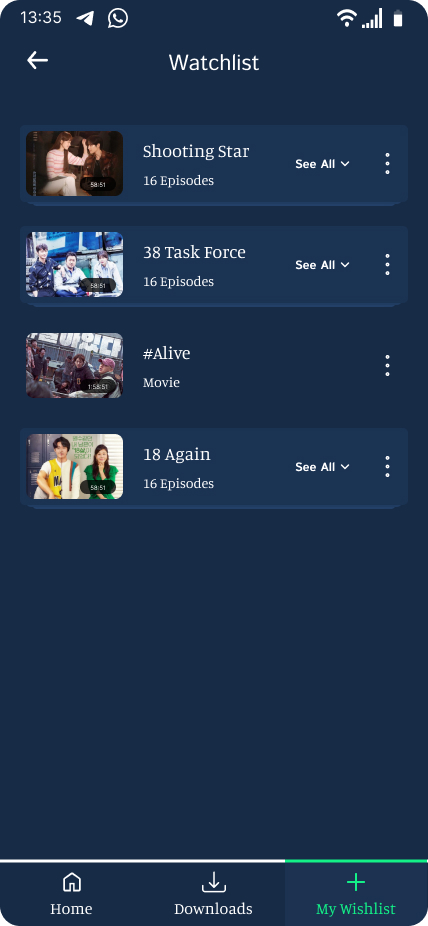 13:35
Watchlist
Shooting Star
16 Episodes
See All
58:51
38 Task Force
16 Episodes
See All
58:51
#Alive
Movie
1:58:51
18 Again
16 Episodes
See All
58:51
Home
Downloads
My Wishlist